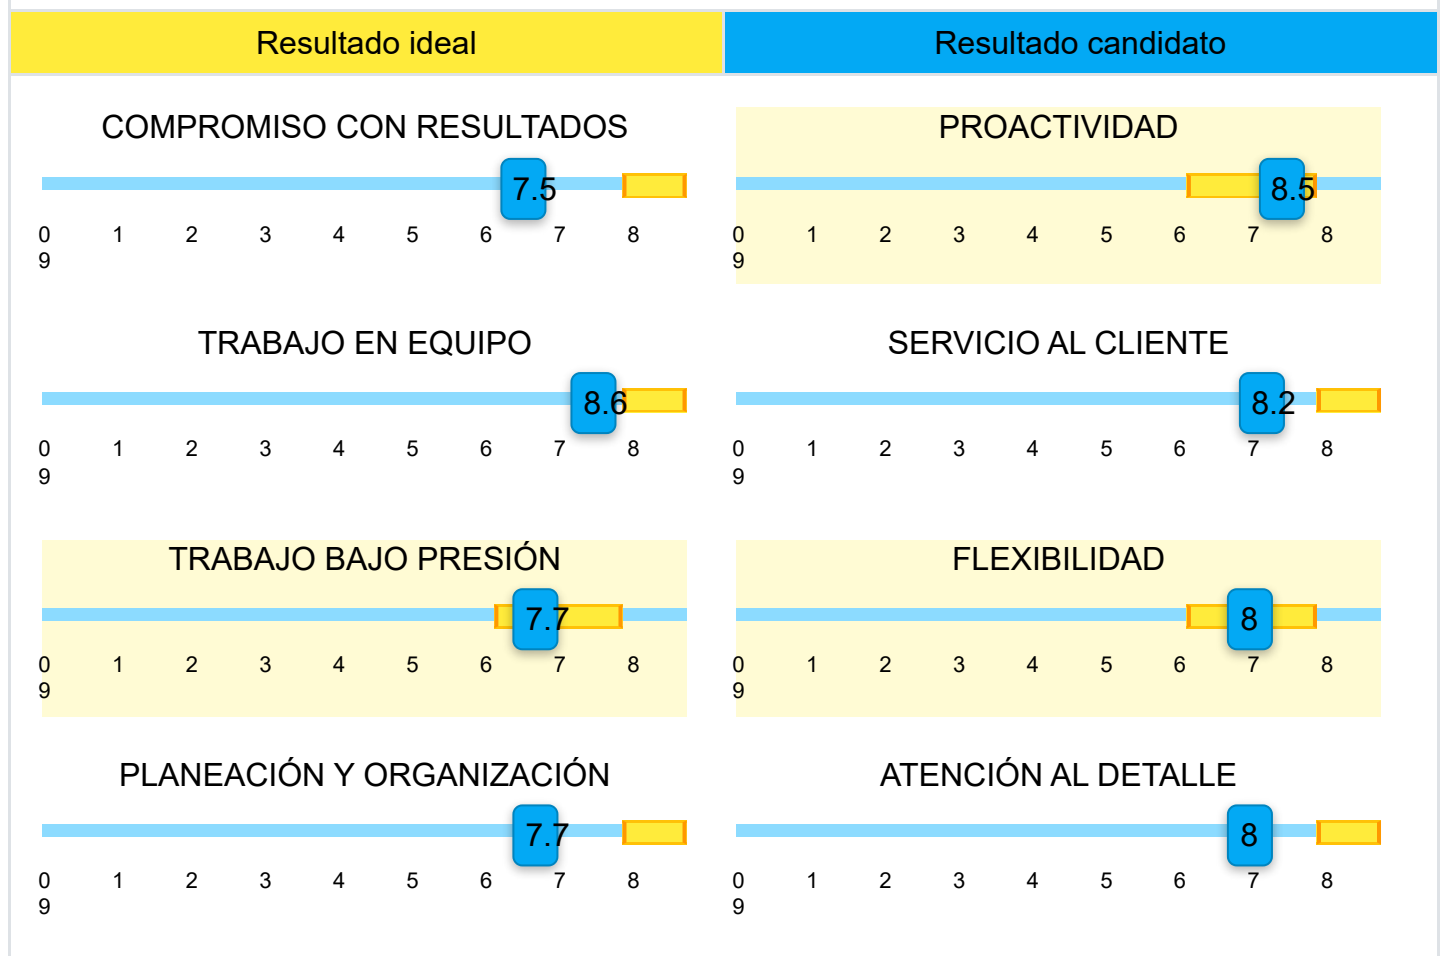 Resultado ideal Resultado candidato
COMPROMISO CON RESULTADOS
7.5
0 1 2 3 4 5 6 7 8
9
PROACTIVIDAD
8.5
0 1 2 3 4 5 6 7 8
9
TRABAJO EN EQUIPO
8.6
0 1 2 3 4 5 6 7 8
9
SERVICIO AL CLIENTE
8.2
0 1 2 3 4 5 6 7 8
9
TRABAJO BAJO PRESIÓN
7.7
0 1 2 3 4 5 6 7 8
9
FLEXIBILIDAD
8
0 1 2 3 4 5 6 7 8
9
PLANEACIÓN Y ORGANIZACIÓN
7.7
0 1 2 3 4 5 6 7 8
9
ATENCIÓN AL DETALLE
8
0 1 2 3 4 5 6 7 8
9